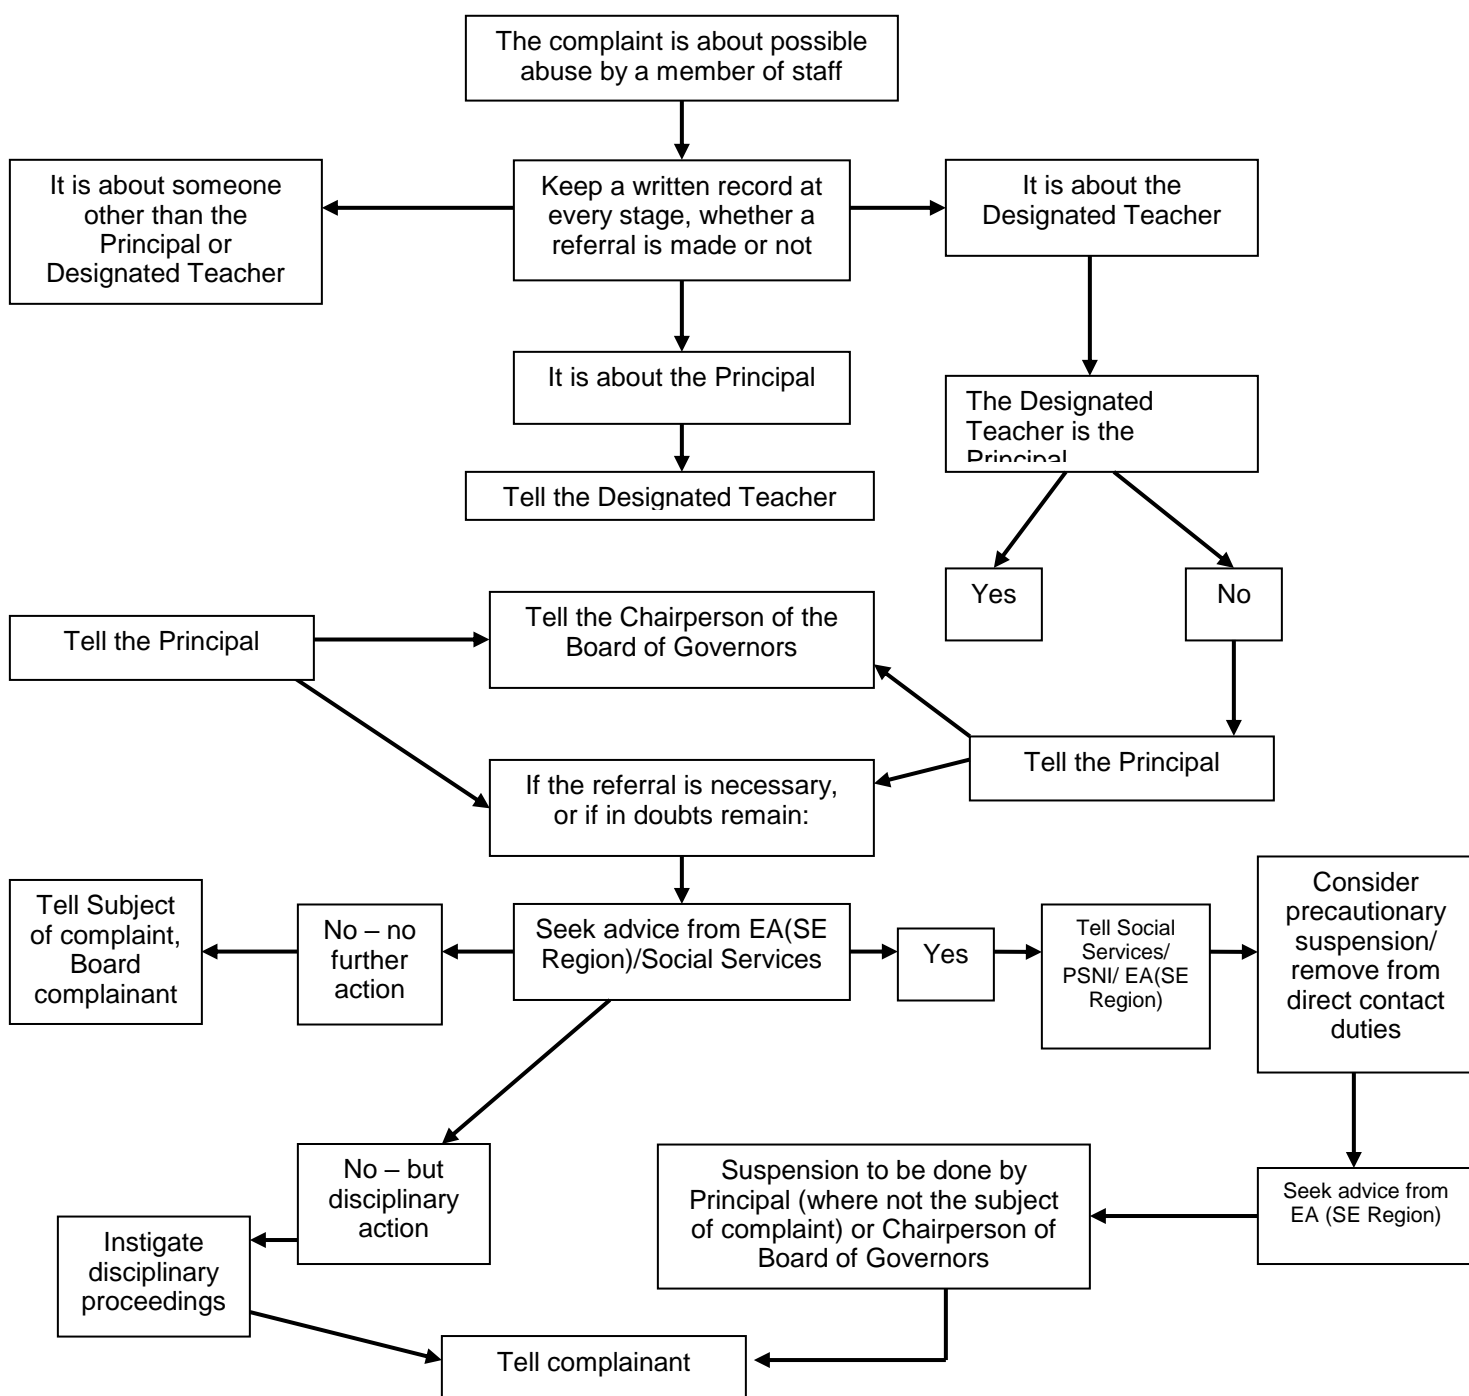 The complaint is about possible
abuse by a member of staff
It is about someone
other than the
Principal or
Designated Teacher
Keep a written record at
every stage, whether a
referral is made or not
It is about the
Designated Teacher
It is about the Principal
The Designated
Teacher is the
Principal
Tell the Designated Teacher
Yes
No
Tell the Principal
Tell the Chairperson of the
Board of Governors
Tell the Principal
If the referral is necessary,
or if in doubts remain:
Tell Subject
of complaint,
Board
complainant
No – no
further
action
Seek advice from EA(SE
Region)/Social Services
Yes
Tell Social
Services/
PSNI/ EA(SE
Region)
Consider
precautionary
suspension/
remove from
direct contact
duties
No – but
disciplinary
action
Suspension to be done by
Principal (where not the subject
of complaint) or Chairperson of
Board of Governors
Seek advice from
EA (SE Region)
Instigate
disciplinary
proceedings
Tell complainant